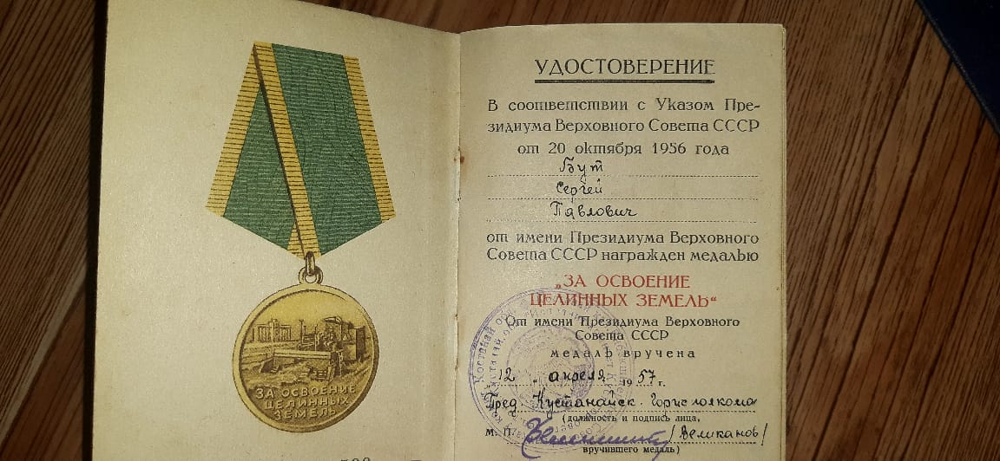 ЗА ОСВОЕНИЕ
ЦЕЛИННЫХ
ЗЕМЕЛЬ
УДОСТОВЕРЕНИЕ
В соответствии с Указом Пре-
зидиума Верховного Совета СССР
от 20 октября 1956 года
Бут
Сергей
Павлович
от имени Президиума Верховного
Совета СССР награжден медалью
„ЗА ОСВОЕНИЕ
ЦЕЛИННЫХ ЗЕМЕЛЬ“
От имени Президиума Верховного
Совета СССР
медаль вручена
12 апреля 1957 г.
Пред. Кустанайск. Горисполкома
(должность и подпись лица,
М. П. /Великанов/
вручившего медаль)